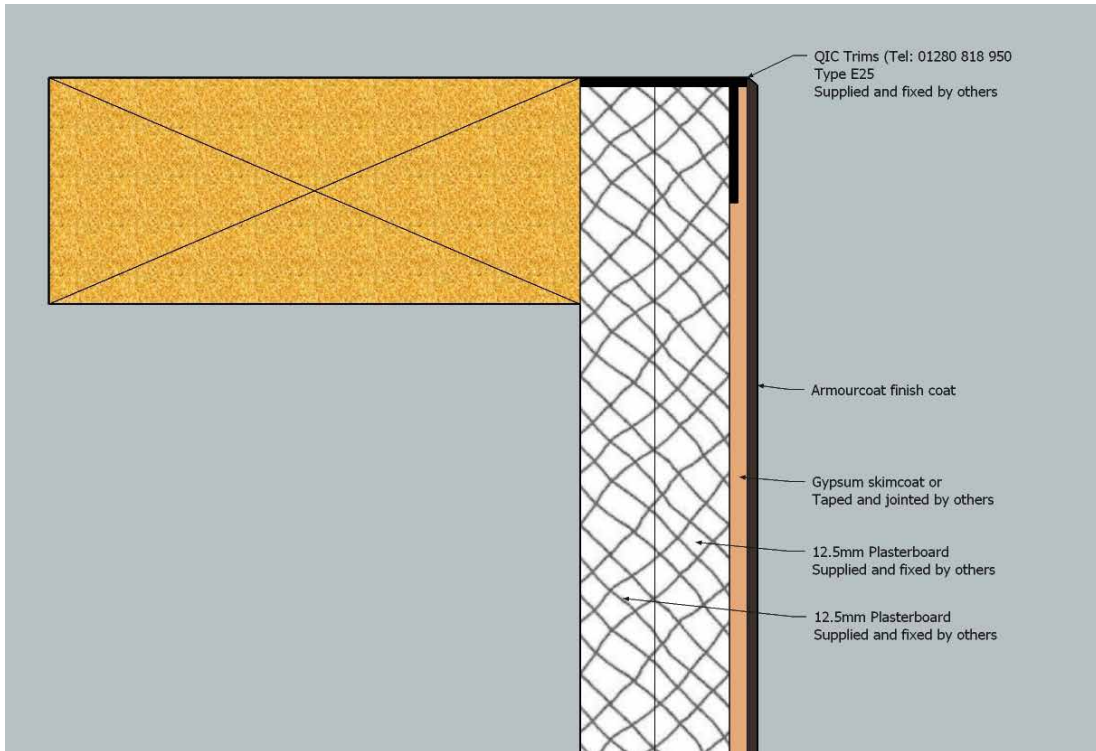 QIC Trims (Tel: 01280 818 950
Type E25
Supplied and fixed by others
Armourcoat finish coat
Gypsum skimcoat or
Taped and jointed by others
12.5mm Plasterboard
Supplied and fixed by others
12.5mm Plasterboard
Supplied and fixed by others